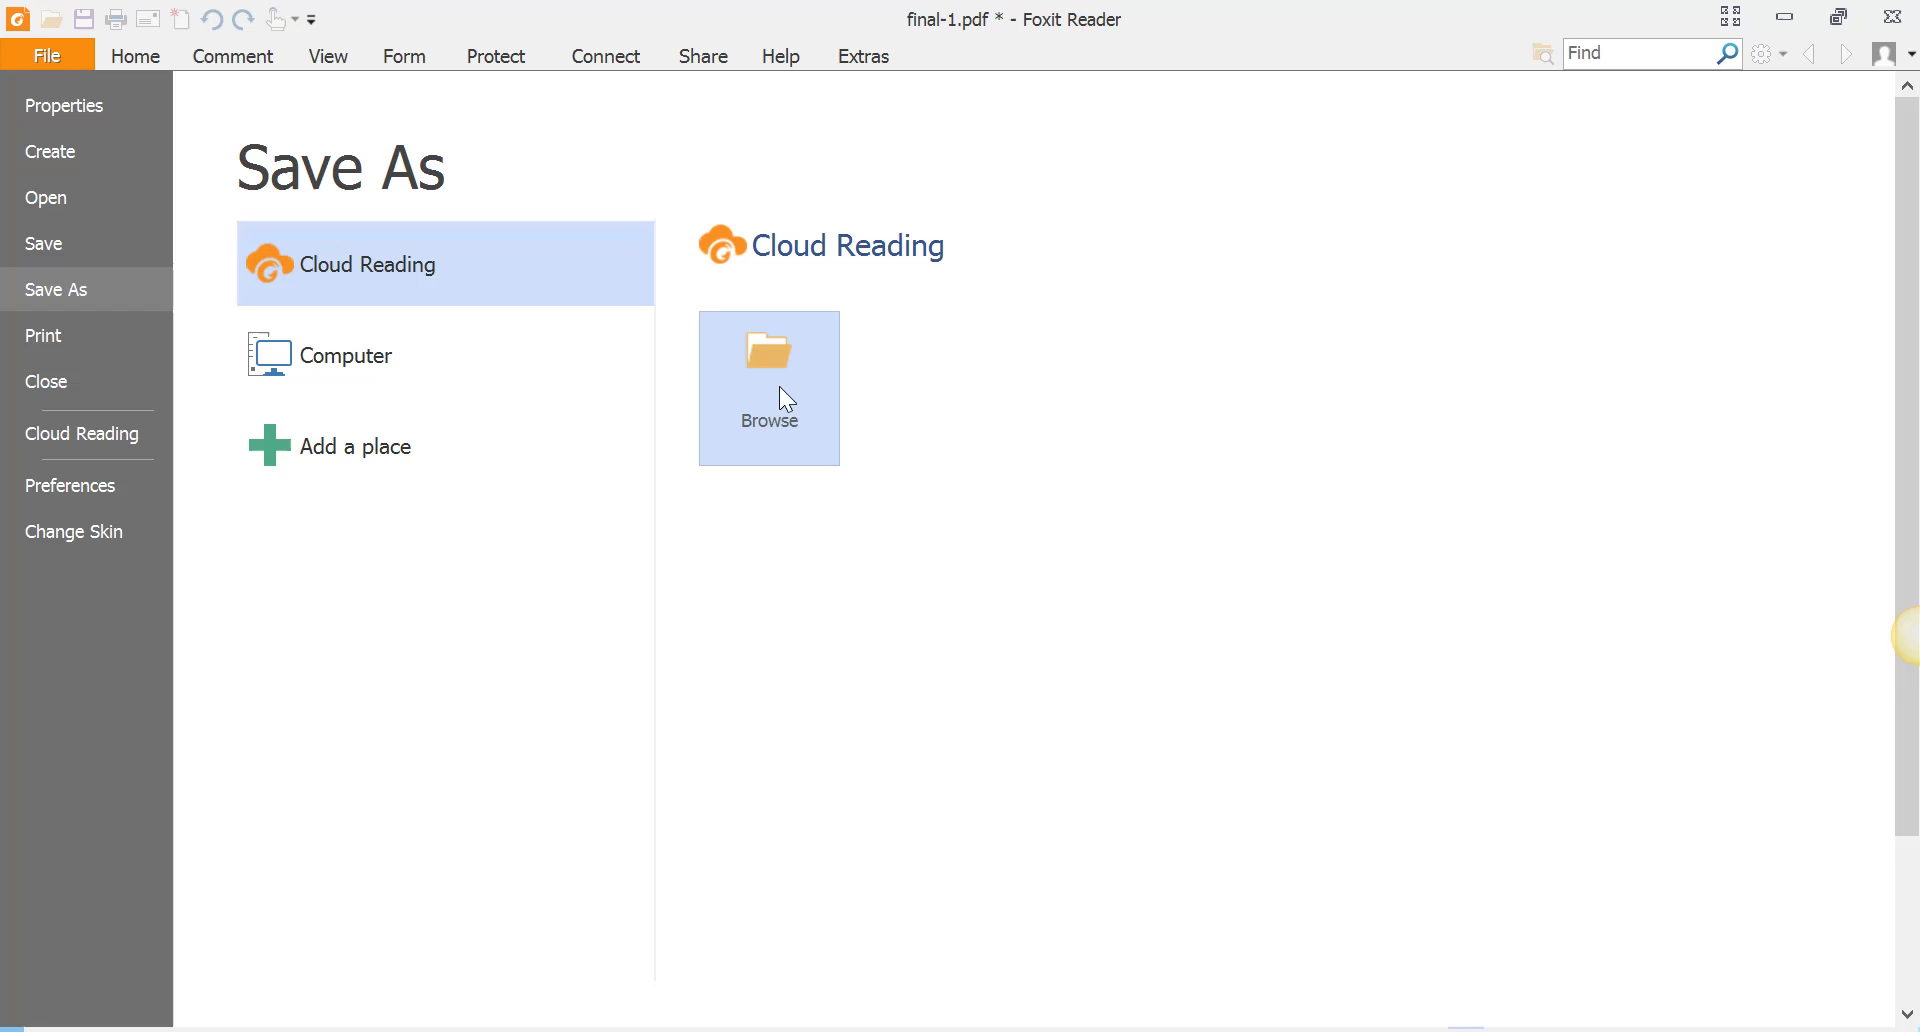 final-1.pdf * - Foxit Reader
File Home Comment View Form Protect Connect Share Help Extras Find
Properties
Create
Open
Save
Save As
Print
Close
Cloud Reading
Preferences
Change Skin
Save As
Cloud Reading
Computer
Add a place
Cloud Reading
Browse